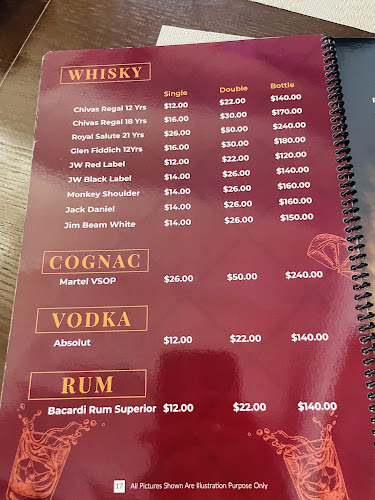 WHISKY
Single Double Bottle
Chivas Regal 12 Yrs $12.00 $22.00 $140.00
Chivas Regal 18 Yrs $16.00 $30.00 $170.00
Royal Salute 21 Yrs $26.00 $50.00 $240.00
Glen Fiddich 12Yrs $16.00 $30.00 $180.00
JW Red Label $12.00 $22.00 $120.00
JW Black Label $14.00 $26.00 $140.00
Monkey Shoulder $14.00 $26.00 $160.00
Jack Daniel $14.00 $26.00 $160.00
Jim Beam White $14.00 $26.00 $150.00
COGNAC
Martel VSOP $26.00 $50.00 $240.00
VODKA
Absolut $12.00 $22.00 $140.00
RUM
Bacardi Rum Superior $12.00 $22.00 $140.00
17 All Pictures Shown Are Illustration Purpose Only